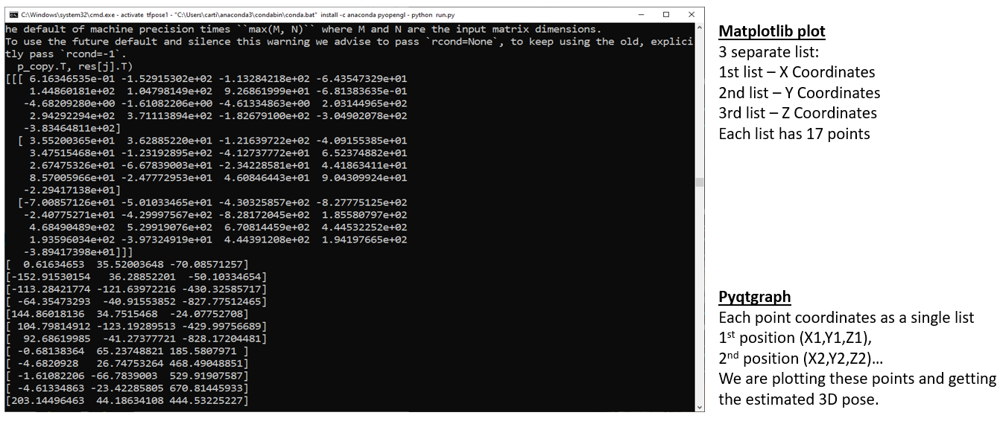 C:\Windows\system32\cmd.exe - activate tfpose1 - "C:\Users\carti\anaconda3\condabin\conda.bat" install -c anaconda pyopengl - python run.py
he default of machine precision times ``max(M, N)`` where M and N are the input matrix dimensions.
To use the future default and silence this warning we advise to pass `rcond=None`, to keep using the old, explici
tly pass `rcond=-1`.
  p_copy.T, res[j].T)
[[[ 6.16346535e-01 -1.52915302e+02 -1.13284218e+02 -6.43547329e+01
    1.44860181e+02  1.04798149e+02  9.26861999e+01 -6.81383635e-01
   -4.68209280e+00 -1.61082206e+00 -4.61334863e+00  2.03144965e+02
    2.94292294e+02  3.71113894e+02 -1.82679100e+02 -3.04902078e+02
   -3.83464811e+02]
  [ 3.55200365e+01  3.62885220e+01 -1.21639722e+02 -4.09155385e+01
    3.47515468e+01 -1.23192895e+02 -4.12737772e+01  6.52374882e+01
    2.67475326e+01 -6.67839003e+01 -2.34228581e+01  4.41863411e+01
    8.57005966e+01 -2.47772953e+01  4.60846443e+01  9.04309924e+01
   -2.29417138e+01]
  [-7.00857126e+01 -5.01033465e+01 -4.30325857e+02 -8.27775125e+02
   -2.40775271e+01 -4.29997567e+02 -8.28172045e+02  1.85580797e+02
    4.68490489e+02  5.29919076e+02  6.70814459e+02  4.44532252e+02
    1.93596034e+02 -3.97324919e+01  4.44391208e+02  1.94197665e+02
   -3.89417398e+01]]]
[  0.61634653  35.52003648 -70.08571257]
[-152.91530154   36.28852201  -50.10334654]
[-113.28421774 -121.63972216 -430.32585717]
[ -64.35473293  -40.91553852 -827.77512465]
[144.86018136  34.7515468  -24.07752708]
[ 104.79814912 -123.19289513 -429.99756689]
[  92.68619985  -41.27377721 -828.17204481]
[ -0.68138364  65.23748821 185.5807971 ]
[ -4.6820928   26.74753264 468.49048851]
[ -1.61082206 -66.7839003  529.91907587]
[ -4.61334863 -23.42285805 670.81445933]
[203.14496463  44.18634108 444.53225227]
Matplotlib plot
3 separate list:
1st list – X Coordinates
2nd list – Y Coordinates
3rd list – Z Coordinates
Each list has 17 points
Pyqtgraph
Each point coordinates as a single list
1st position (X1,Y1,Z1),
2nd position (X2,Y2,Z2)...
We are plotting these points and getting
the estimated 3D pose.